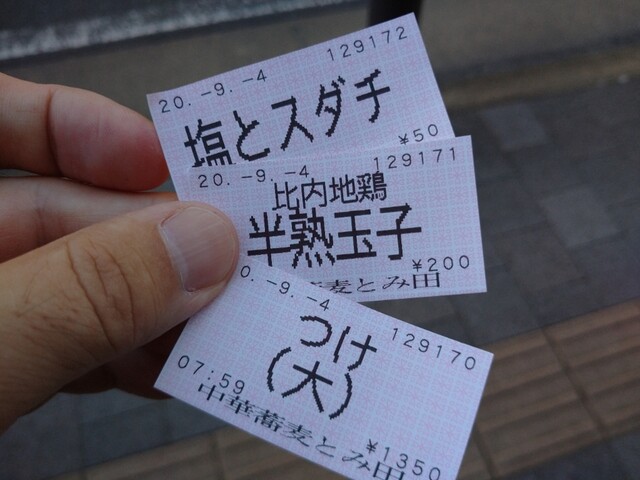 129172
20.-9.-4
塩とスダチ
¥50
129171
20.-9.-4
比内地鶏
半熟玉子
¥200
蕎麦とみ田
0.-9.-4
129170
つけ
(大)
07:59
中華蕎麦とみ田
¥1350